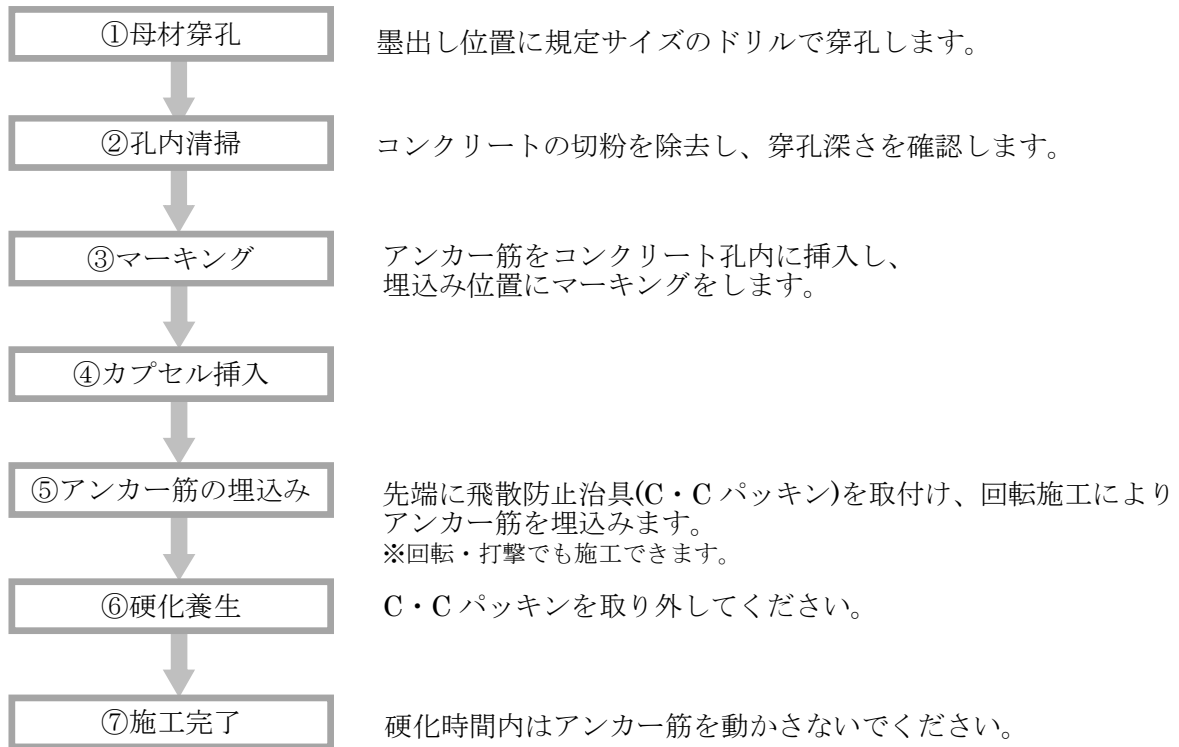 ①母材穿孔
墨出し位置に規定サイズのドリルで穿孔します。
②孔内清掃
コンクリートの切粉を除去し、穿孔深さを確認します。
③マーキング
アンカー筋をコンクリート孔内に挿入し、
埋込み位置にマーキングをします。
④カプセル挿入
⑤アンカー筋の埋込み
先端に飛散防止治具(C・C パッキン)を取付け、回転施工により
アンカー筋を埋込みます。
※回転・打撃でも施工できます。
⑥硬化養生
C・C パッキンを取り外してください。
⑦施工完了
硬化時間内はアンカー筋を動かさないでください。